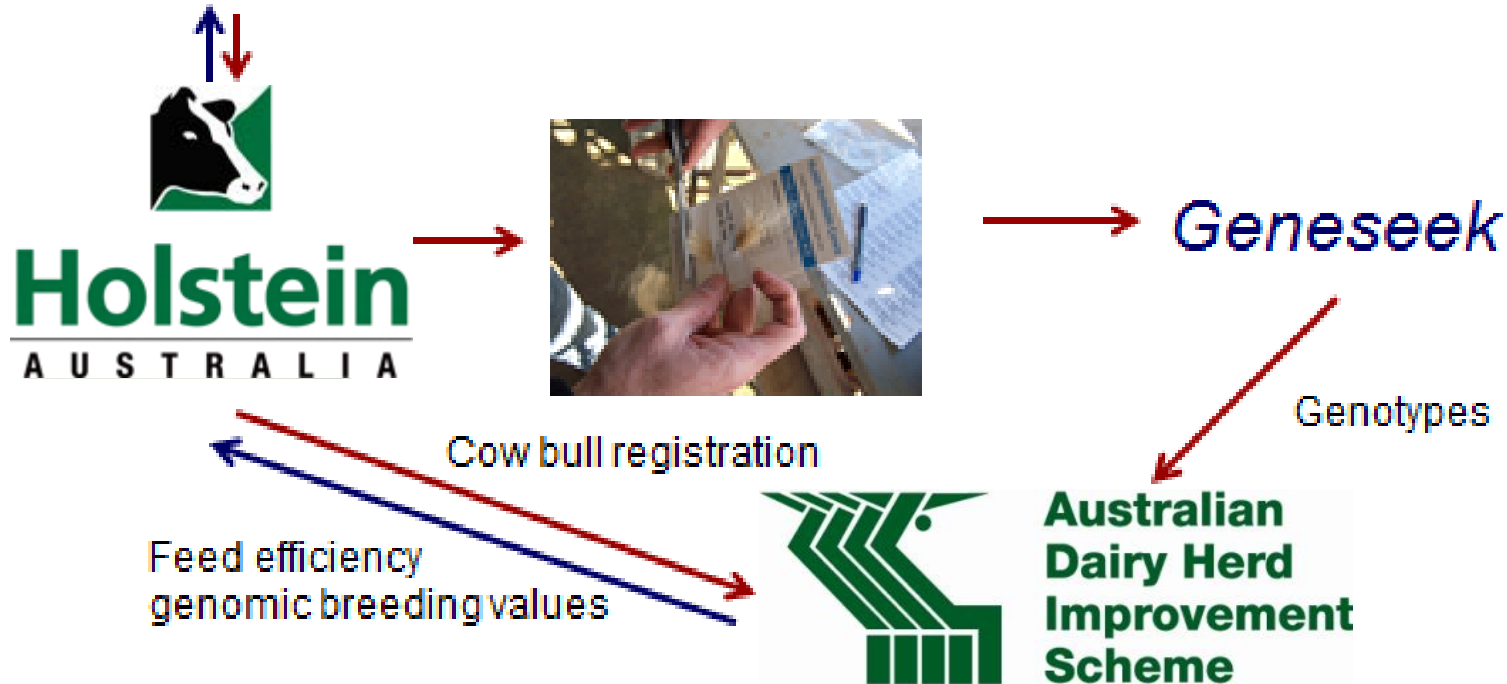 Holstein
AUSTRALIA
Geneseek
Genotypes
Cow bull registration
Feed efficiency
genomic breeding values
Australian
Dairy Herd
Improvement
Scheme